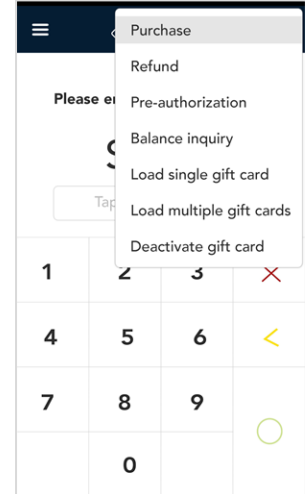 Purchase
Refund
Pre-authorization
Balance inquiry
Load single gift card
Load multiple gift cards
Deactivate gift card
Please
Tap
1 2 3
4 5 6
7 8 9
0